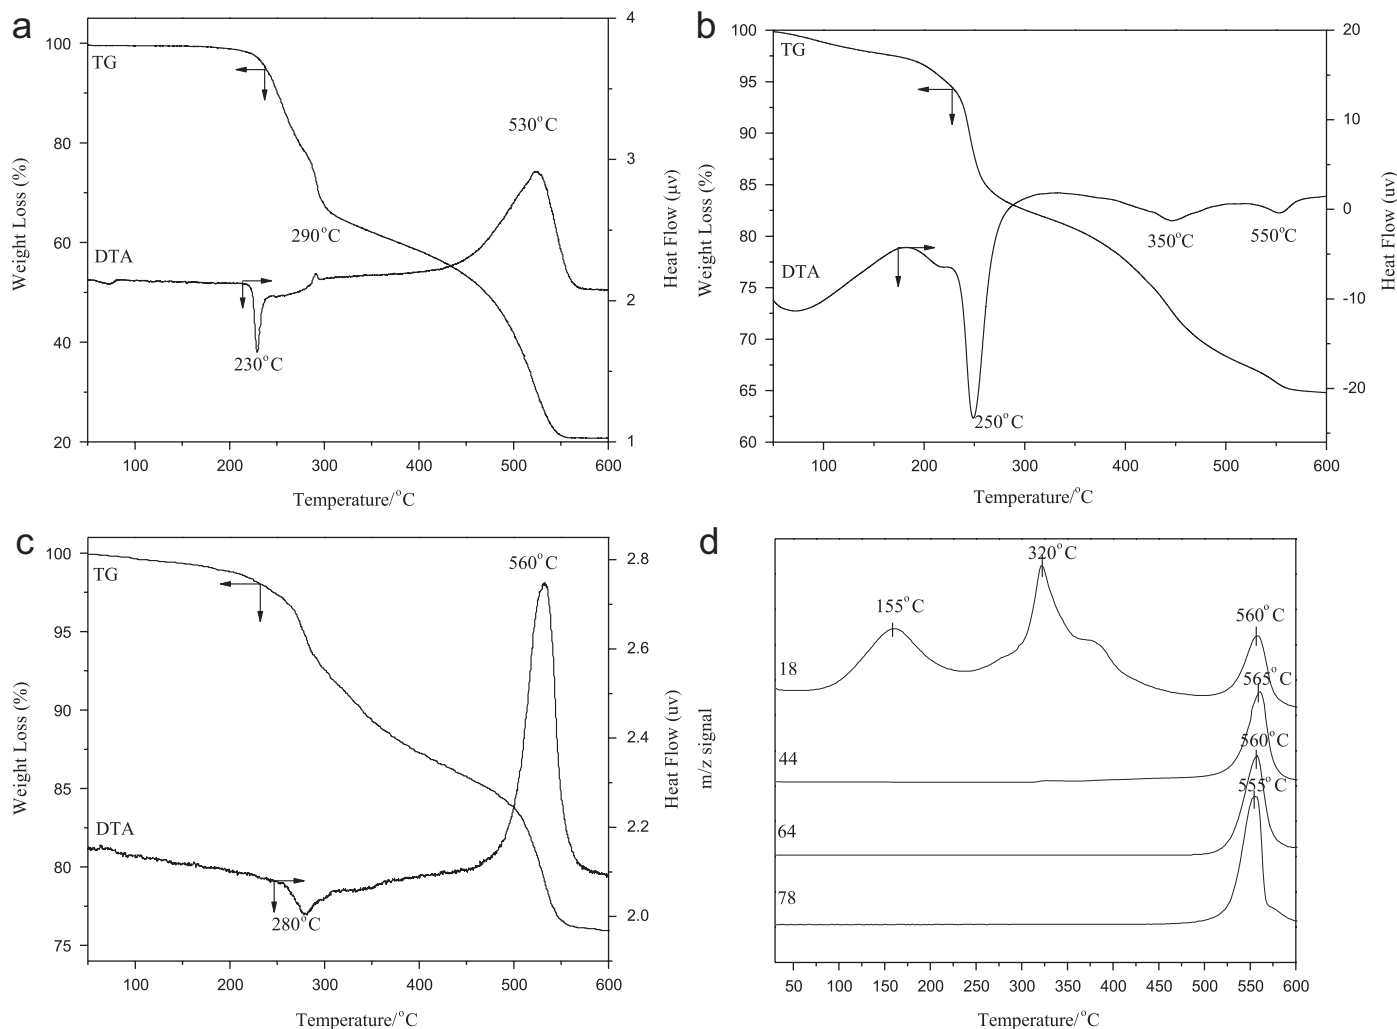 a
TG
DTA
530°C
290°C
230°C
Weight Loss (%)
100
80
60
40
20
4
3
2
1
Heat Flow (μv)
100 200 300 400 500 600
Temperature/°C
b
TG
DTA
350°C
550°C
250°C
Weight Loss (%)
100
95
90
85
80
75
70
65
60
20
10
0
-10
-20
Heat Flow (uv)
100 200 300 400 500 600
Temperature/°C
c
TG
DTA
560°C
280°C
Weight Loss (%)
100
95
90
85
80
75
2.8
2.6
2.4
2.2
2.0
Heat Flow (uv)
100 200 300 400 500 600
Temperature/°C
d
320°C
155°C
560°C
18
565°C
44
560°C
555°C
64
78
m/z signal
50 100 150 200 250 300 350 400 450 500 550 600
Temperature/°C